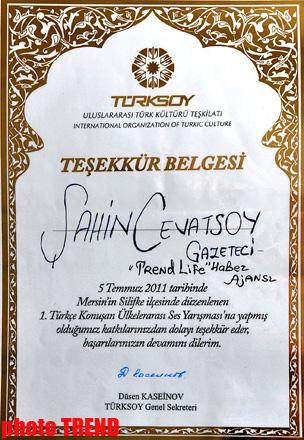 TÜRKSOY
ULUSLARARASI TÜRK KÜLTÜRÜ TEŞKİLATI
INTERNATIONAL ORGANIZATION OF TURKIC CULTURE
TEŞEKKÜR BELGESİ
ŞAHİN CEVATSOY
GAZETECİ -
"Trend Life" Haber
Ajansı
5 Temmuz 2011 tarihinde
Mersin'in Silifke ilçesinde düzenlenen
1. Türkçe Konuşan Ülkelerarası Ses Yarışması'na yapmış
olduğunuz katkılarınızdan dolayı teşekkür eder,
başarılarınızın devamını dilerim.
Düsen KASEİNOV
TÜRKSOY Genel Sekreteri
photo TREND